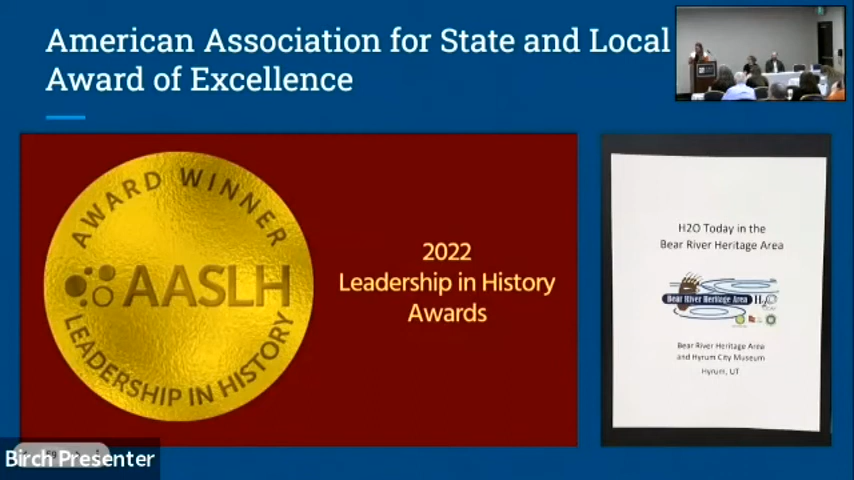 American Association for State and Local
Award of Excellence
AWARD WINNER
AASLH
LEADERSHIP IN HISTORY
2022
Leadership in History
Awards
H2O Today in the
Bear River Heritage Area
Bear River Heritage Area H2O
Bear River Heritage Area
and Hyrum City Museum
Hyrum, UT
Birch Presenter